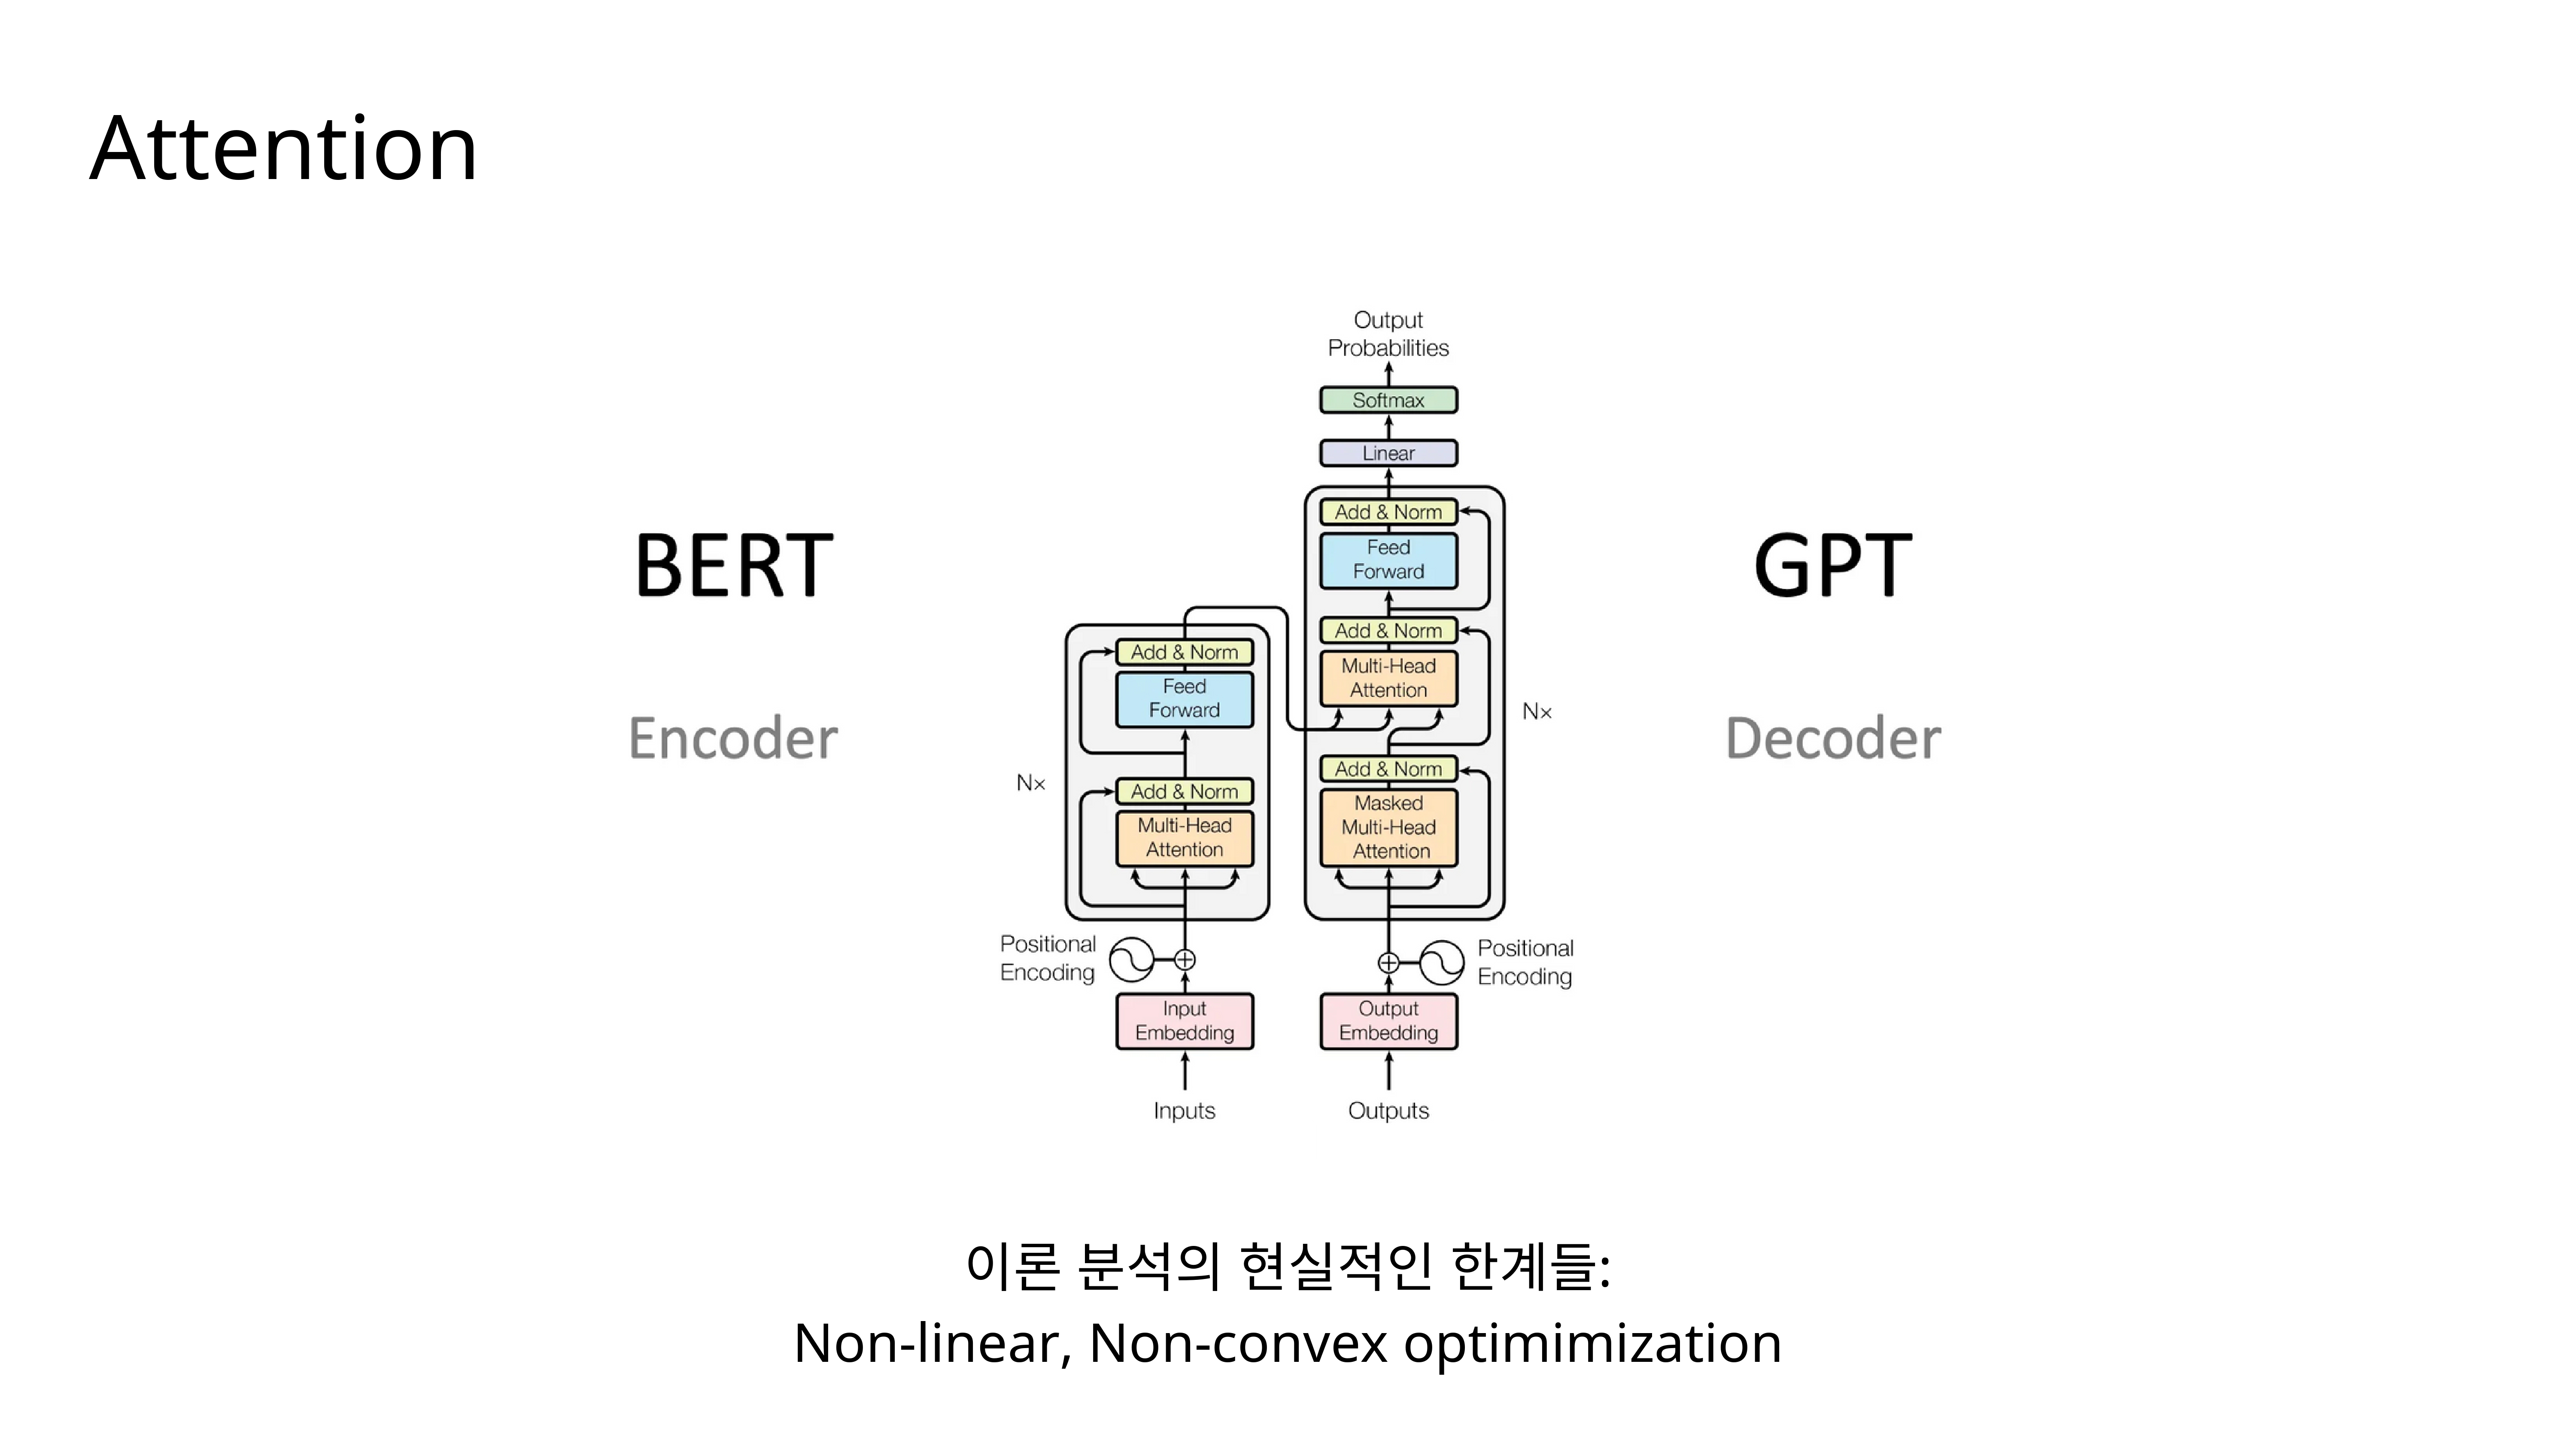 Attention
BERT
Encoder
Output
Probabilities
Softmax
Linear
Add & Norm
Feed
Forward
Add & Norm
Multi-Head
Attention
Add & Norm
Masked
Multi-Head
Attention
Nx
Add & Norm
Feed
Forward
Add & Norm
Multi-Head
Attention
Nx
Positional
Encoding
Positional
Encoding
Input
Embedding
Output
Embedding
Inputs
Outputs
GPT
Decoder
이론 분석의 현실적인 한계들:
Non-linear, Non-convex optimimization